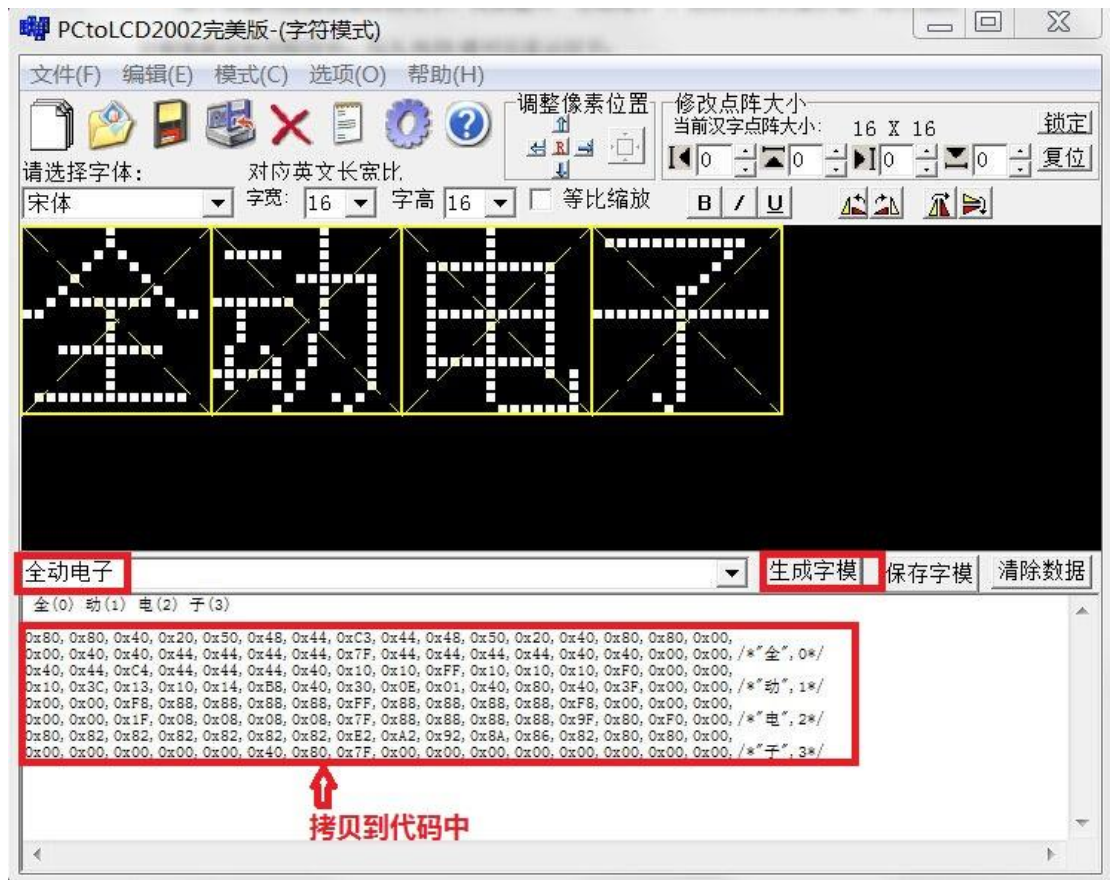 PCtoLCD2002完美版-(字符模式)
文件(F) 编辑(E) 模式(C) 选项(O) 帮助(H)
调整像素位置
R
修改点阵大小
当前汉字点阵大小: 16 X 16
锁定
0 0 0 0
复位
请选择字体:
对应英文长宽比
宋体
字宽: 16 字高 16
等比缩放
B I U
全动电子
全动电子
生成字模
保存字模
清除数据
全(0) 动(1) 电(2) 子(3)
0x80, 0x80, 0x40, 0x20, 0x50, 0x48, 0x44, 0xC3, 0x44, 0x48, 0x50, 0x20, 0x40, 0x80, 0x80, 0x00,
0x00, 0x40, 0x40, 0x44, 0x44, 0x44, 0x44, 0x7F, 0x44, 0x44, 0x44, 0x44, 0x40, 0x40, 0x00, 0x00, /*"全", 0*/
0x40, 0x44, 0xC4, 0x44, 0x44, 0x44, 0x40, 0x10, 0x10, 0xFF, 0x10, 0x10, 0x10, 0xF0, 0x00, 0x00,
0x10, 0x3C, 0x13, 0x10, 0x14, 0xB8, 0x40, 0x30, 0x0E, 0x01, 0x40, 0x80, 0x40, 0x3F, 0x00, 0x00, /*"动", 1*/
0x00, 0x00, 0xF8, 0x88, 0x88, 0x88, 0x88, 0xFF, 0x88, 0x88, 0x88, 0x88, 0xF8, 0x00, 0x00, 0x00,
0x00, 0x00, 0x1F, 0x08, 0x08, 0x08, 0x08, 0x7F, 0x88, 0x88, 0x88, 0x88, 0x9F, 0x80, 0xF0, 0x00, /*"电", 2*/
0x80, 0x82, 0x82, 0x82, 0x82, 0x82, 0x82, 0xE2, 0xA2, 0x92, 0x8A, 0x86, 0x82, 0x80, 0x80, 0x00,
0x00, 0x00, 0x00, 0x00, 0x00, 0x40, 0x80, 0x7F, 0x00, 0x00, 0x00, 0x00, 0x00, 0x00, 0x00, 0x00, /*"子", 3*/
拷贝到代码中